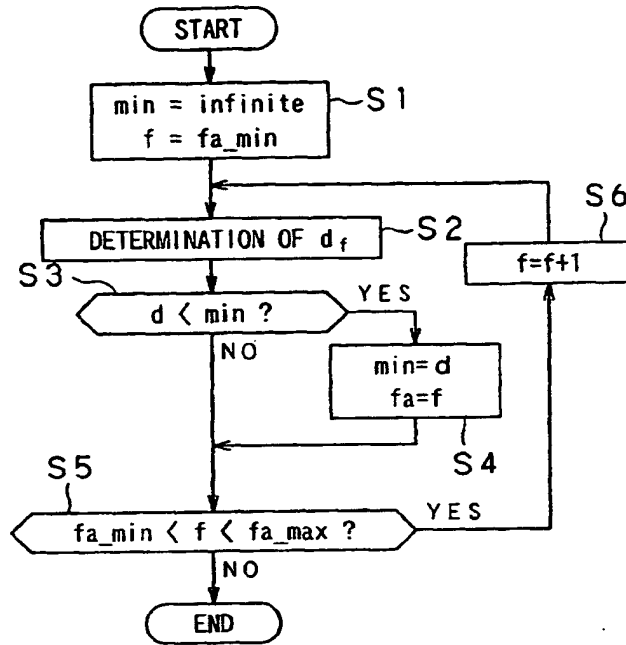 START
min = infinite
f = fa_min
S1
S6
DETERMINATION OF df
S2
f=f+1
S3
d < min ?
YES
NO
min=d
fa=f
S4
S5
fa_min < f < fa_max ?
YES
NO
END